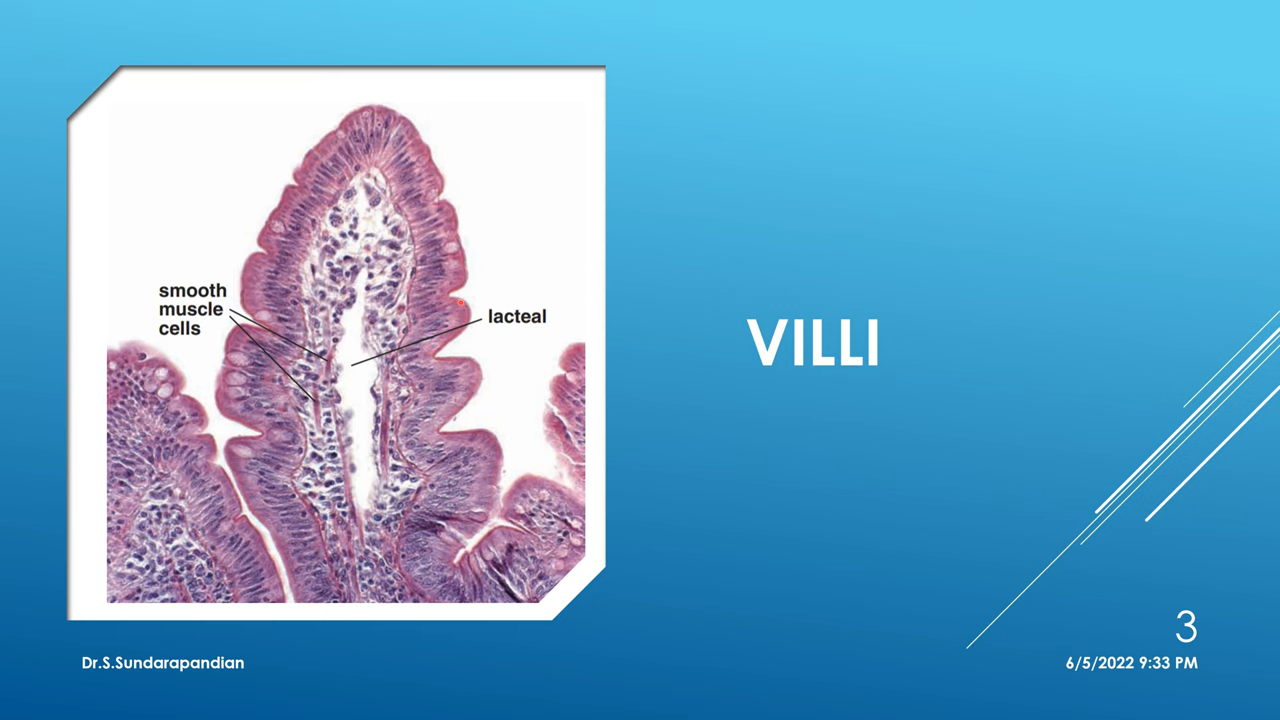 smooth
muscle
cells
lacteal
VILLI
3
Dr.S.Sundarapandian
6/5/2022 9:33 PM